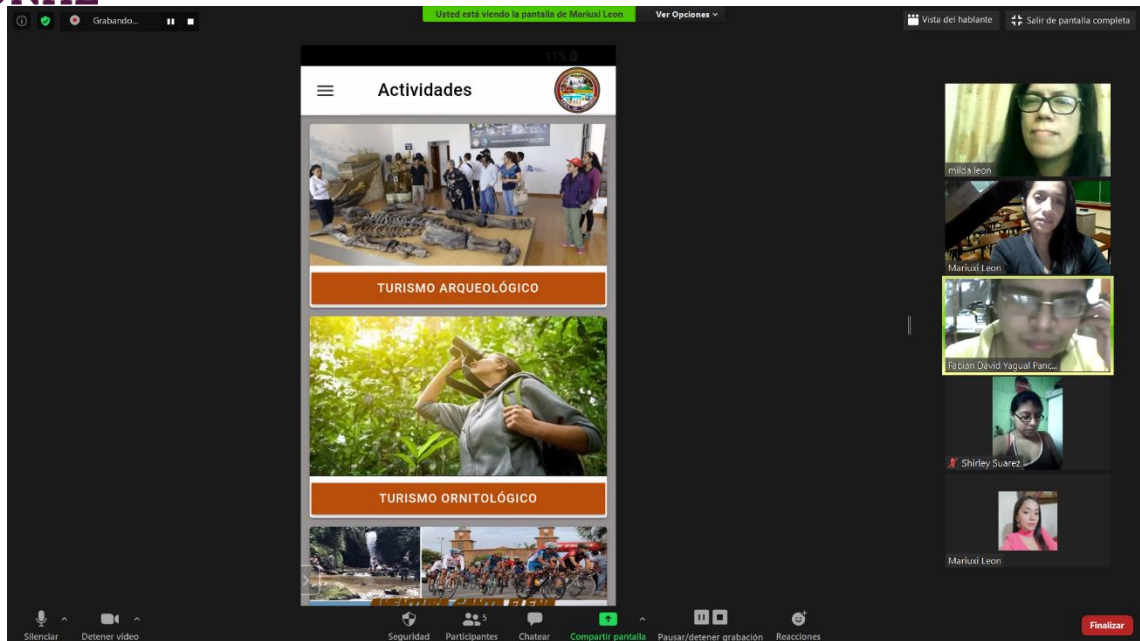 Grabando...
Usted está viendo la pantalla de Mariuxi Leon
Ver Opciones
Vista del hablante
Salir de pantalla completa
11%
Actividades
TURISMO ARQUEOLÓGICO
TURISMO ORNITOLÓGICO
milda leon
Mariuxi Leon
Fabian David Yagual Panc...
Shirley Suarez
Mariuxi Leon
Silenciar
Detener video
Seguridad
5
Participantes
Chatear
Compartir pantalla
Pausar/detener grabación
Reacciones
Finalizar